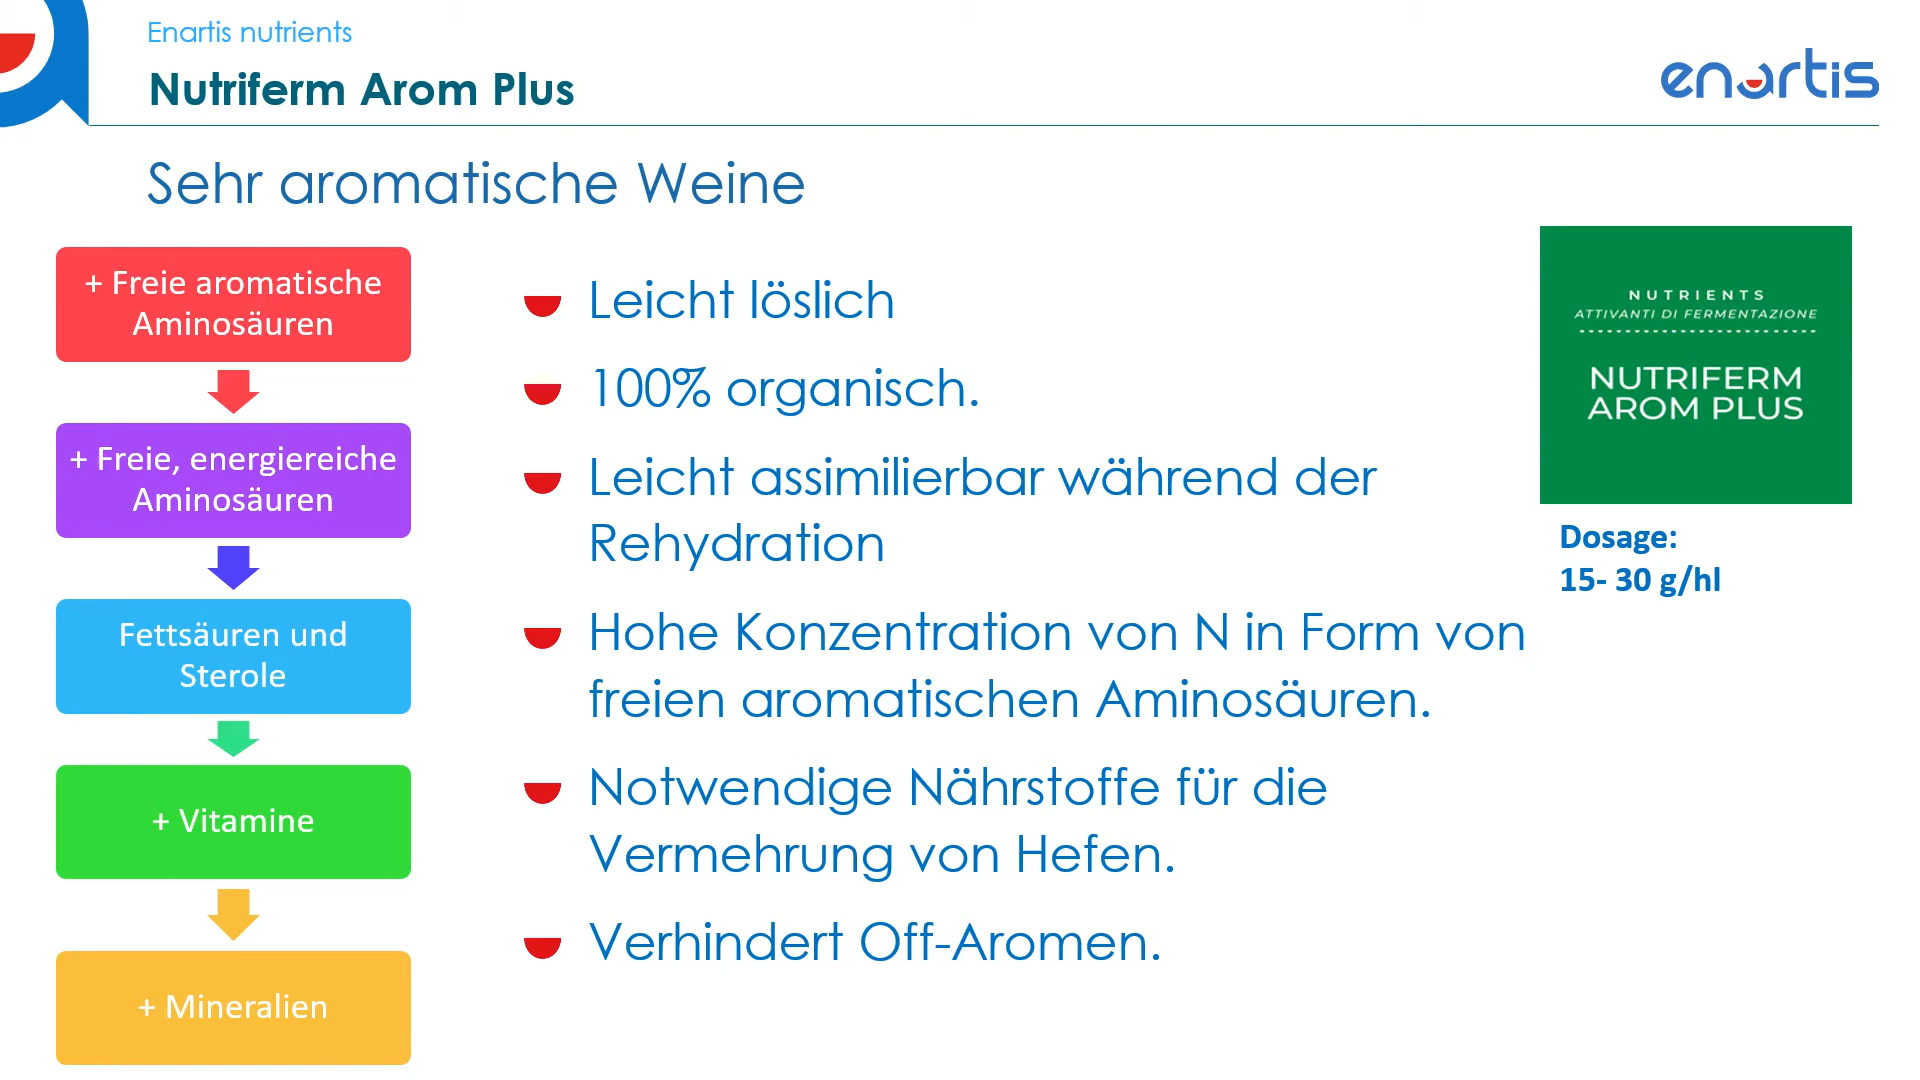 Enartis nutrients
Nutriferm Arom Plus
enartis
Sehr aromatische Weine
+ Freie aromatische
Aminosäuren
+ Freie, energiereiche
Aminosäuren
Fettsäuren und
Sterole
+ Vitamine
+ Mineralien
Leicht löslich
100% organisch.
Leicht assimilierbar während der
Rehydration
Hohe Konzentration von N in Form von
freien aromatischen Aminosäuren.
Notwendige Nährstoffe für die
Vermehrung von Hefen.
Verhindert Off-Aromen.
NUTRIENTS
ATTIVANTI DI FERMENTAZIONE
NUTRIFERM
AROM PLUS
Dosage:
15- 30 g/hl